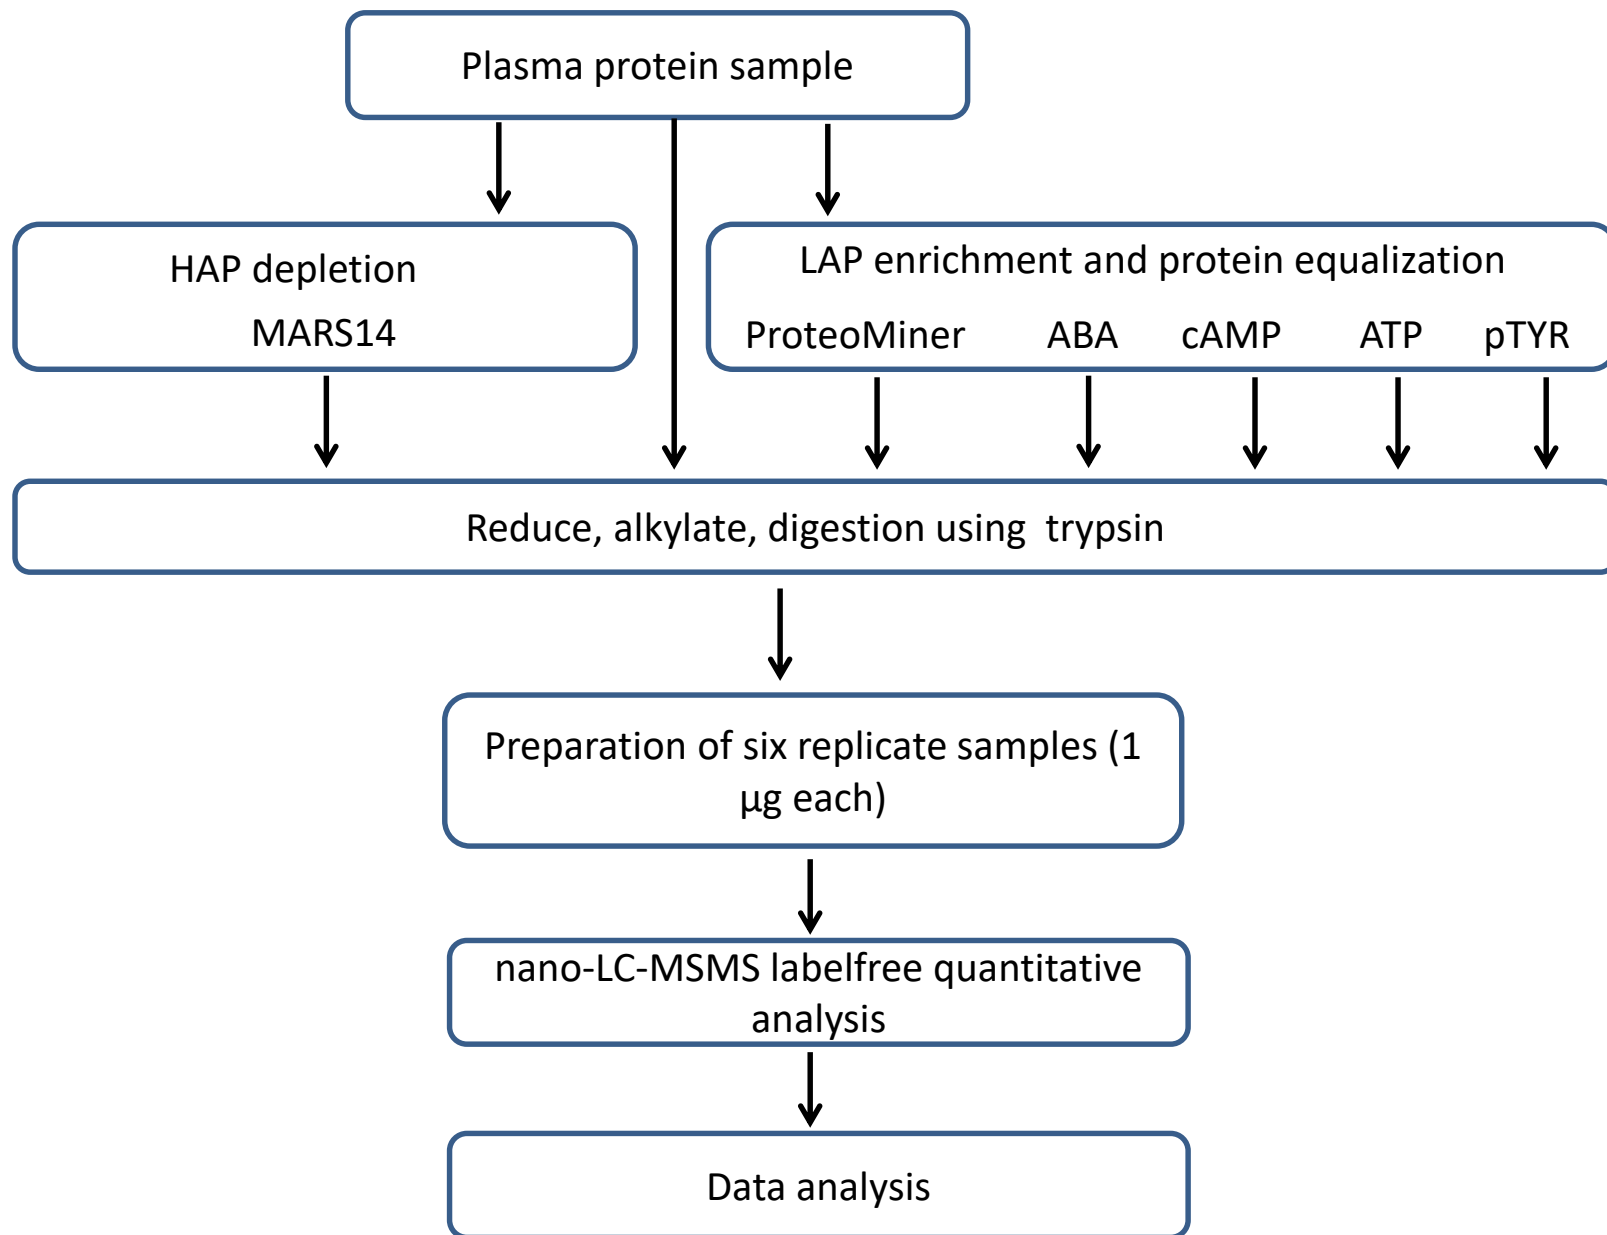 Plasma protein sample
HAP depletion
MARS14
LAP enrichment and protein equalization
ProteoMiner ABA cAMP ATP pTYR
Reduce, alkylate, digestion using trypsin
Preparation of six replicate samples (1
µg each)
nano-LC-MSMS labelfree quantitative
analysis
Data analysis